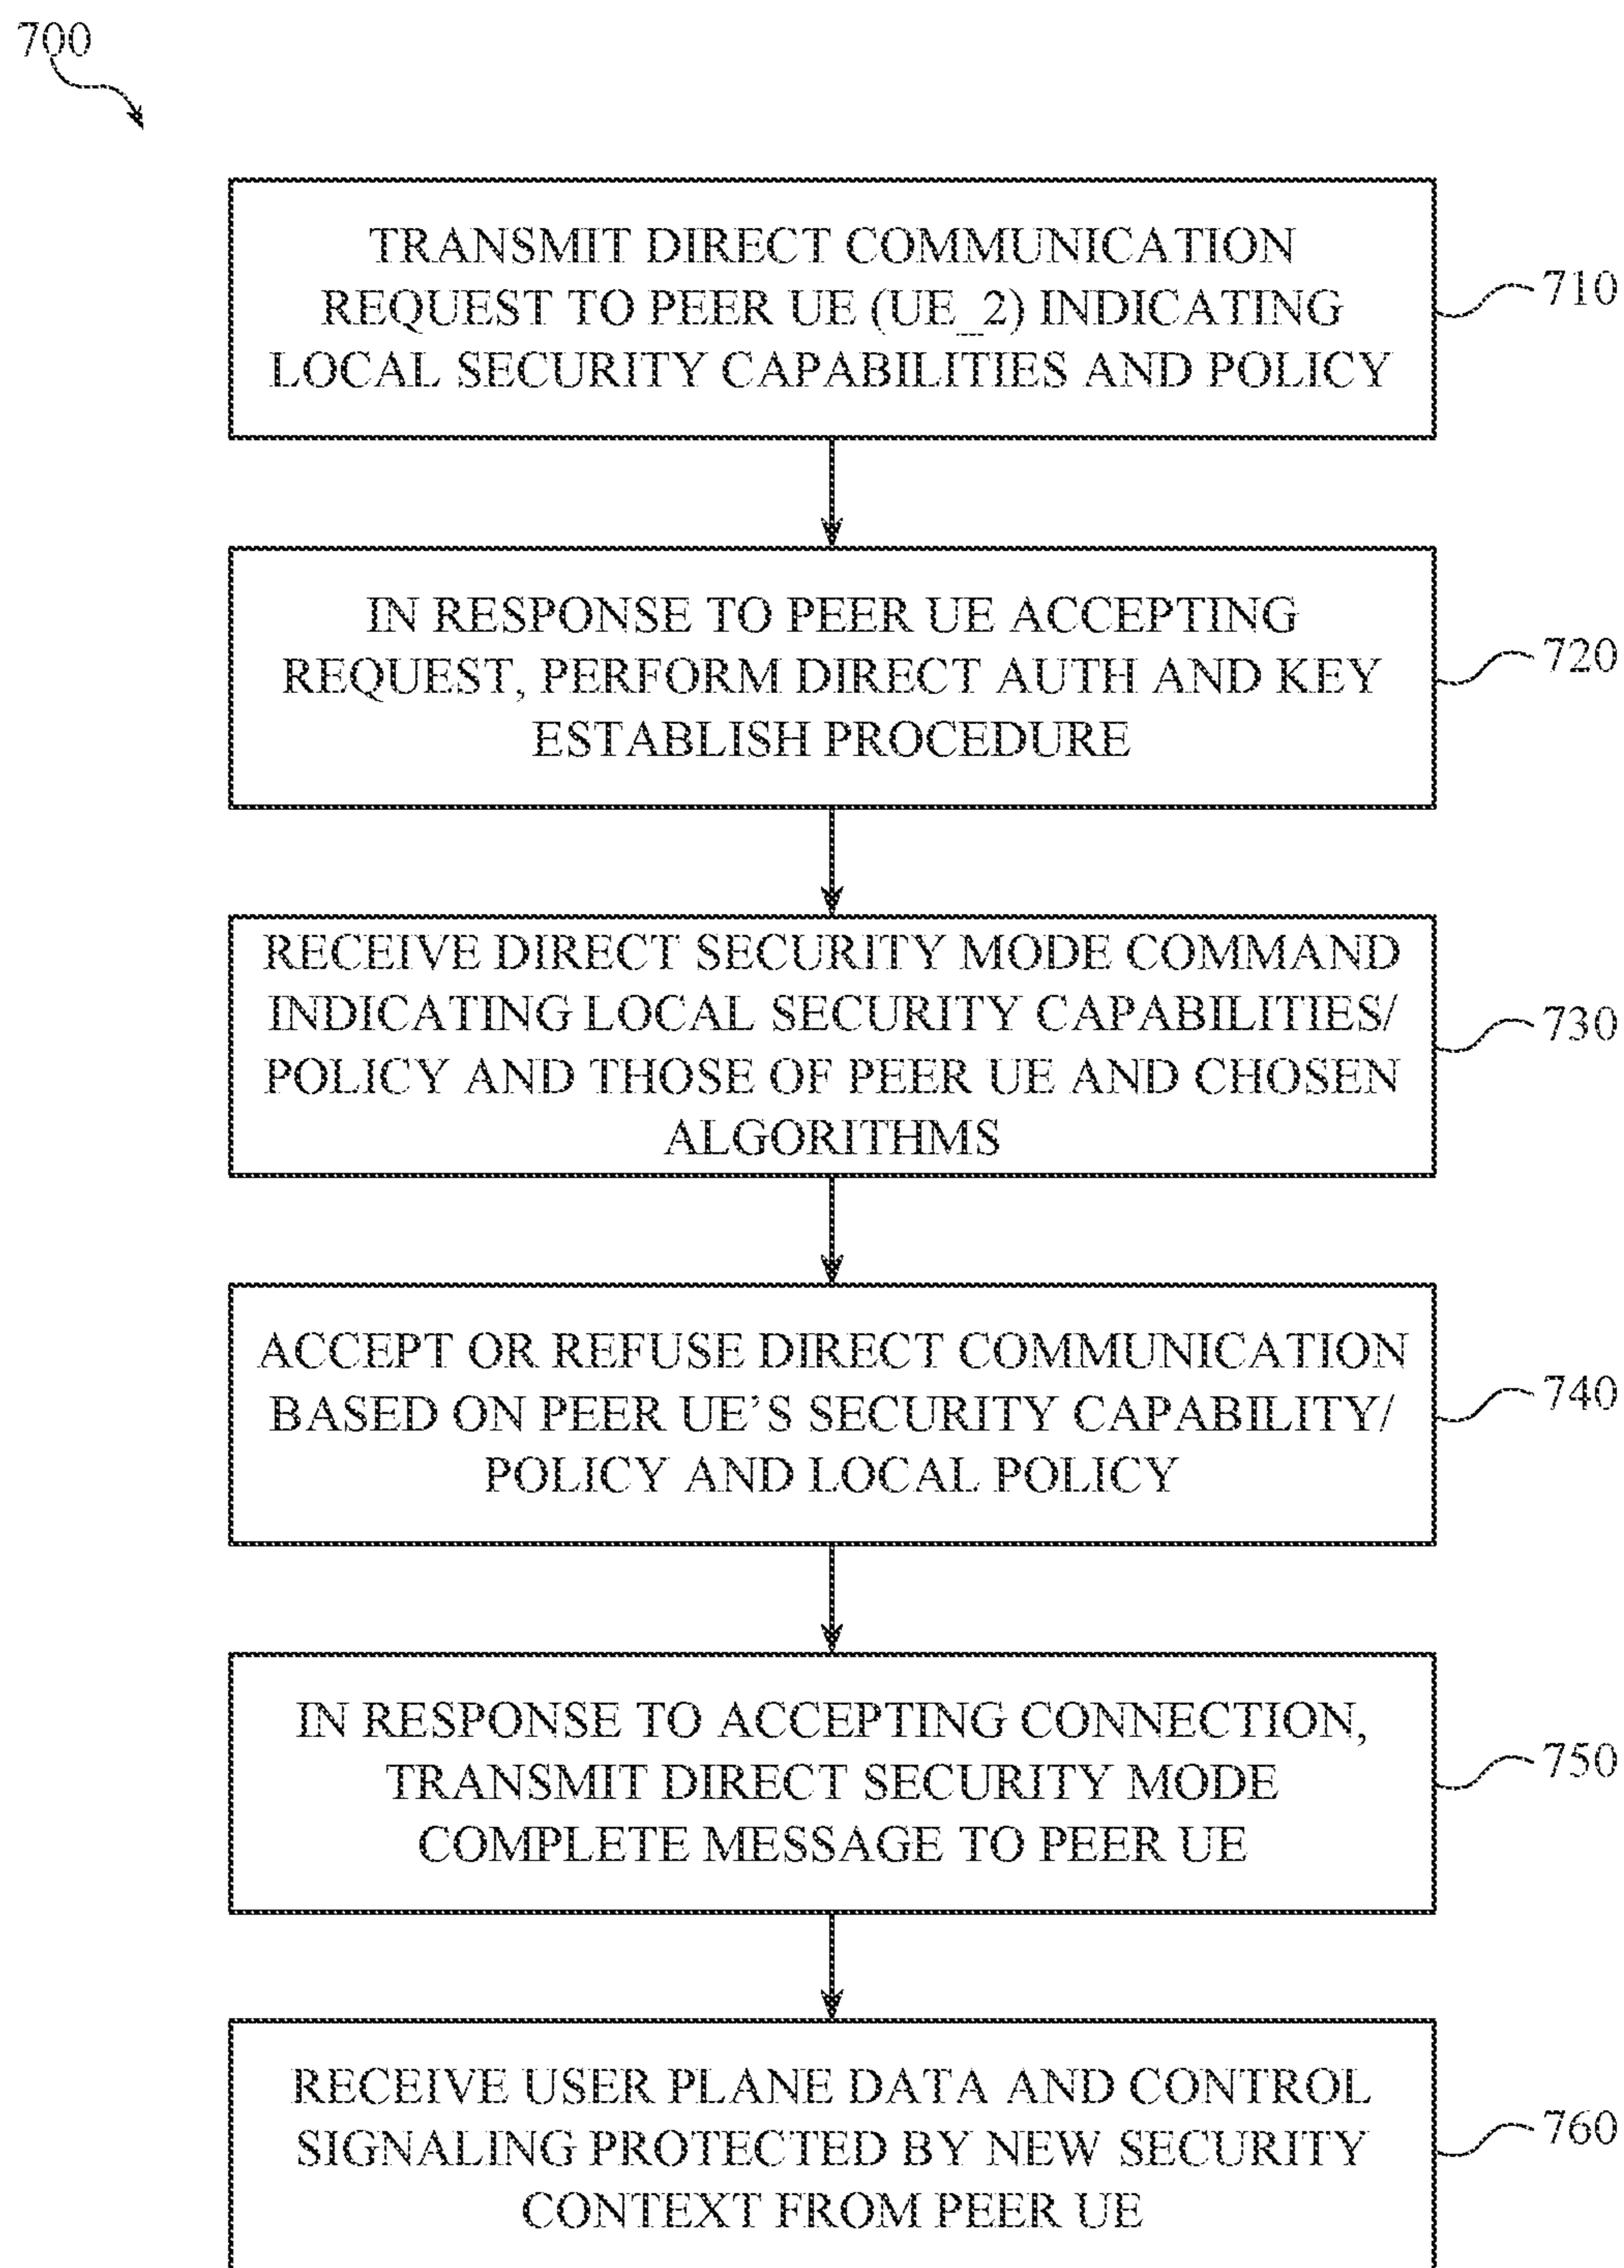 700
TRANSMIT DIRECT COMMUNICATION
REQUEST TO PEER UE (UE_2) INDICATING
LOCAL SECURITY CAPABILITIES AND POLICY
710
IN RESPONSE TO PEER UE ACCEPTING
REQUEST, PERFORM DIRECT AUTH AND KEY
ESTABLISH PROCEDURE
720
RECEIVE DIRECT SECURITY MODE COMMAND
INDICATING LOCAL SECURITY CAPABILITIES/
POLICY AND THOSE OF PEER UE AND CHOSEN
ALGORITHMS
730
ACCEPT OR REFUSE DIRECT COMMUNICATION
BASED ON PEER UE’S SECURITY CAPABILITY/
POLICY AND LOCAL POLICY
740
IN RESPONSE TO ACCEPTING CONNECTION,
TRANSMIT DIRECT SECURITY MODE
COMPLETE MESSAGE TO PEER UE
750
RECEIVE USER PLANE DATA AND CONTROL
SIGNALING PROTECTED BY NEW SECURITY
CONTEXT FROM PEER UE
760